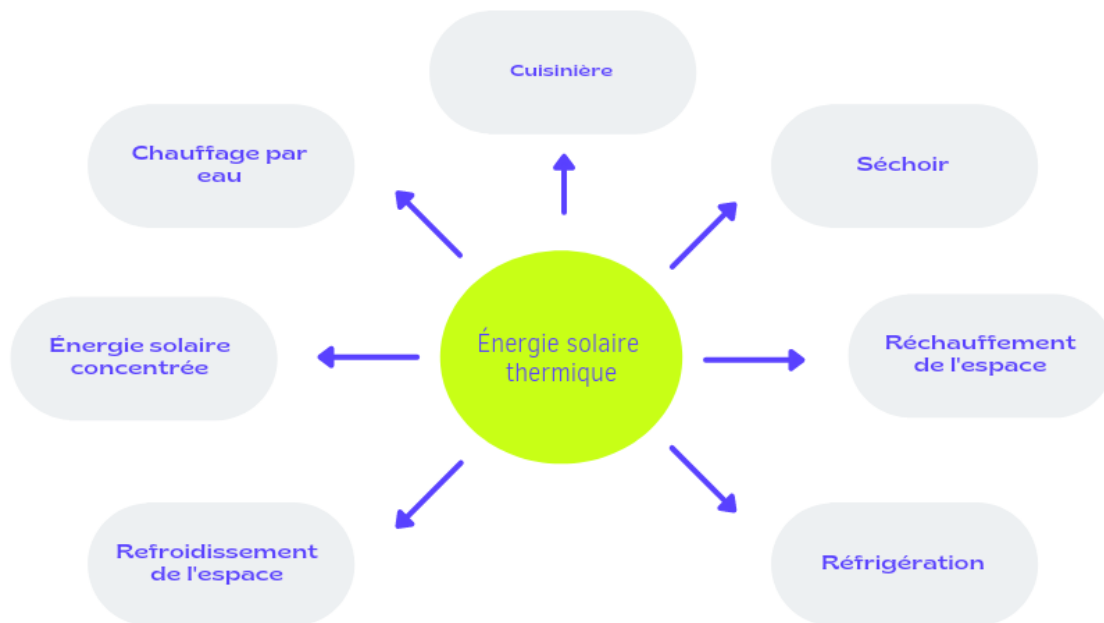 Cuisinière
Chauffage par
eau
Séchoir
Énergie solaire
concentrée
Énergie solaire
thermique
Réchauffement
de l'espace
Refroidissement
de l'espace
Réfrigération